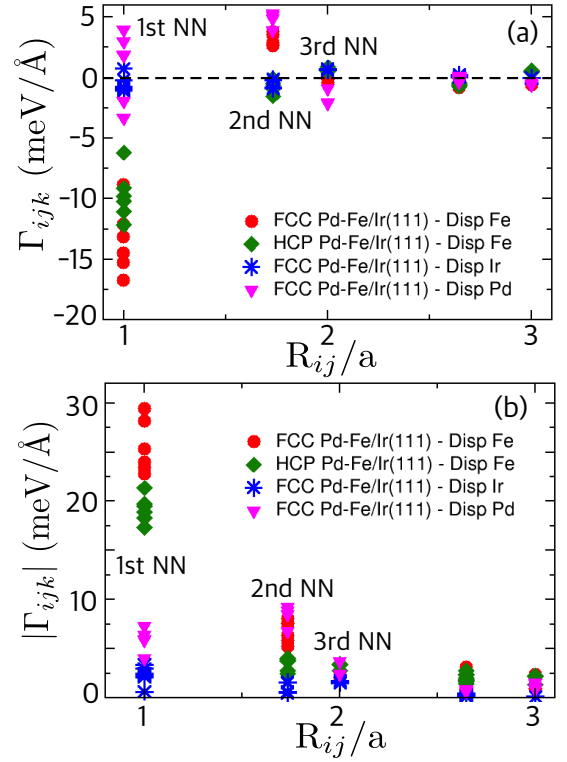 5
1st NN
(a)
3rd NN
0
2nd NN
−5
−10
FCC Pd-Fe/Ir(111) - Disp Fe
HCP Pd-Fe/Ir(111) - Disp Fe
−15
FCC Pd-Fe/Ir(111) - Disp Ir
FCC Pd-Fe/Ir(111) - Disp Pd
−20
Γijk (meV/Å)
1 2 3
Rij/a
30
(b)
FCC Pd-Fe/Ir(111) - Disp Fe
HCP Pd-Fe/Ir(111) - Disp Fe
FCC Pd-Fe/Ir(111) - Disp Ir
20
FCC Pd-Fe/Ir(111) - Disp Pd
1st NN
2nd NN
10
3rd NN
0
|Γijk| (meV/Å)
1 2 3
Rij/a